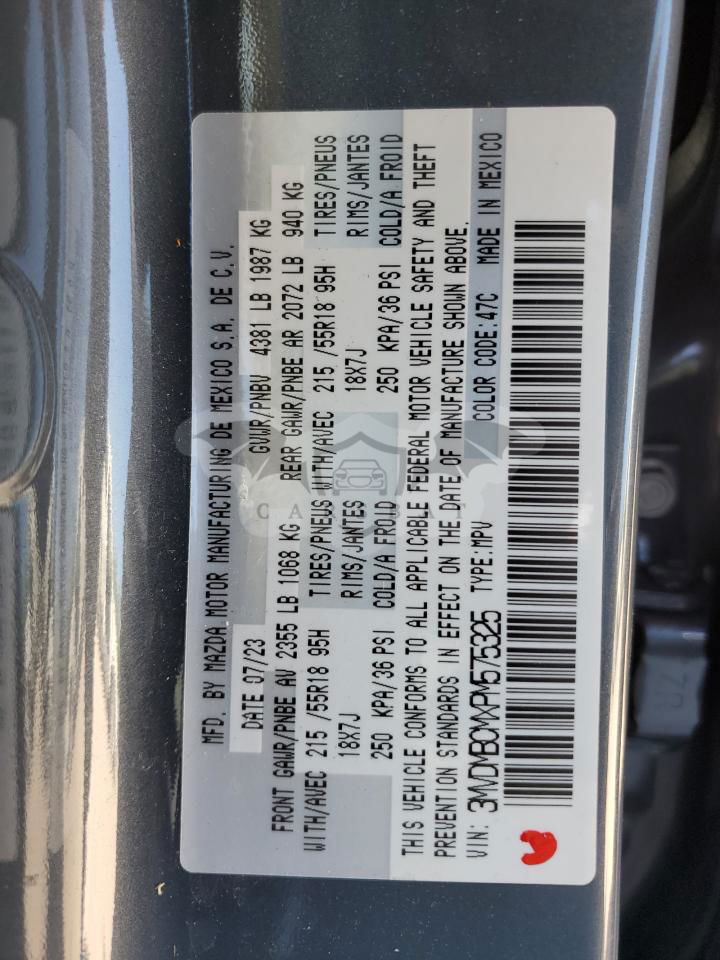 MFD. BY MAZDA MOTOR MANUFACTURING DE MEXICO S.A. DE C.V.
DATE 07/23 GVWR/PNBV 4381 LB 1987 KG
FRONT GAWR/PNBE AV 2355 LB 1068 KG REAR GAWR/PNBE AR 2072 LB 940 KG
WITH/AVEC 215 /55R18 95H TIRES/PNEUS WITH/AVEC 215 /55R18 95H TIRES/PNEUS
18X7J RIMS/JANTES 18X7J RIMS/JANTES
250 KPA/36 PSI COLD/A FROID 250 KPA/36 PSI COLD/A FROID
THIS VEHICLE CONFORMS TO ALL APPLICABLE FEDERAL MOTOR VEHICLE SAFETY AND THEFT
PREVENTION STANDARDS IN EFFECT ON THE DATE OF MANUFACTURE SHOWN ABOVE.
VIN: 3MVDMBCMXPM575325 TYPE:MPV COLOR CODE:47C MADE IN MEXICO